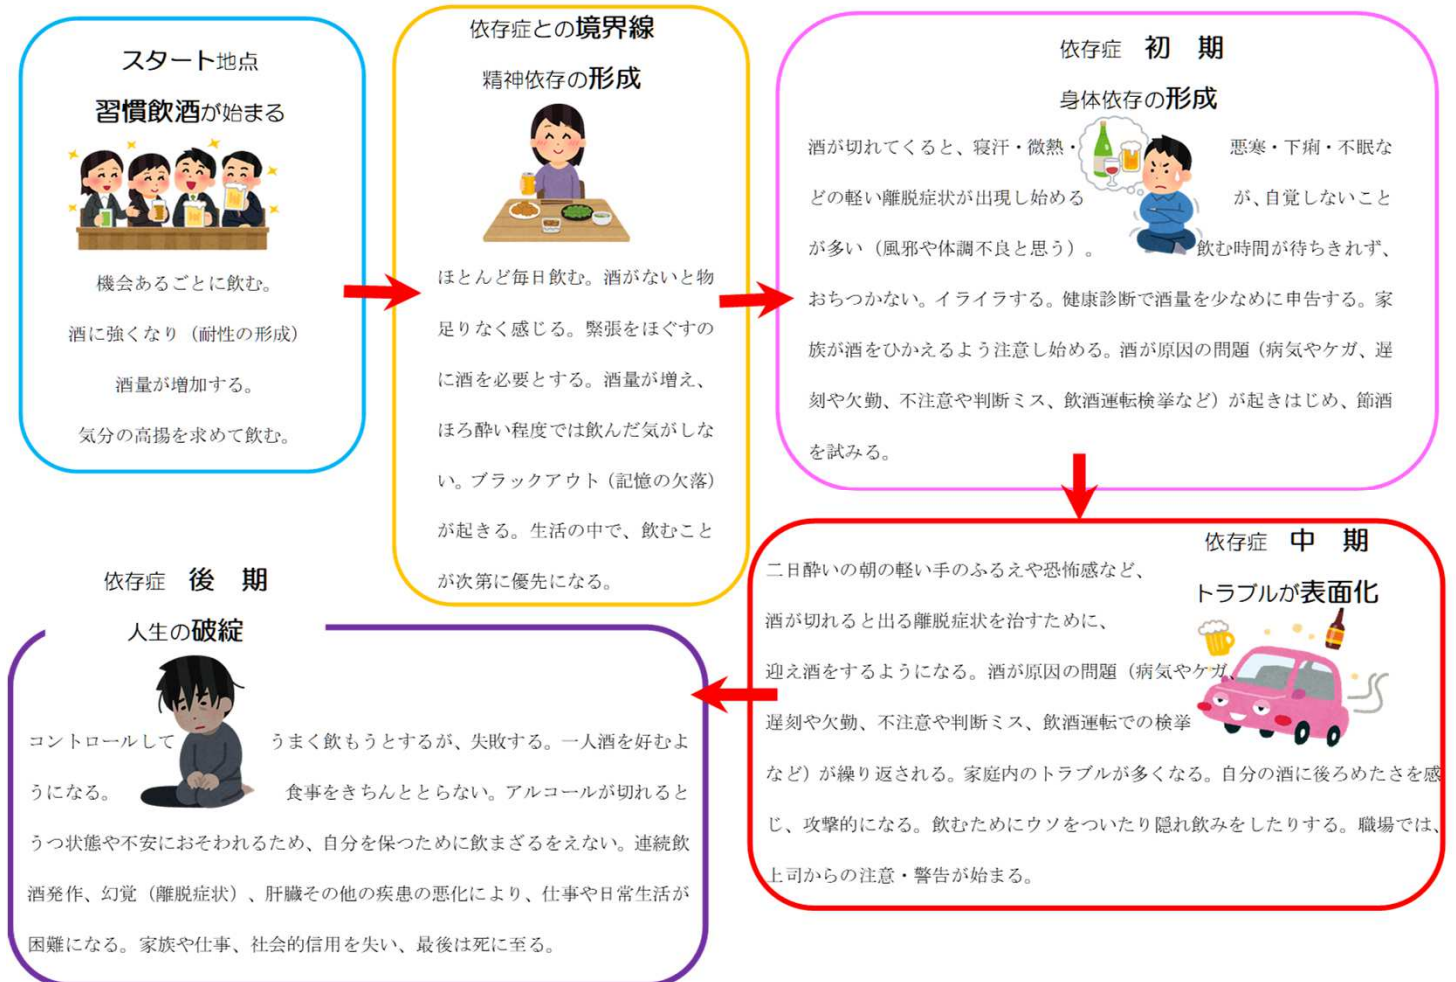 スタート地点
習慣飲酒が始まる
機会あるごとに飲む。
酒に強くなり（耐性の形成）
酒量が増加する。
気分の高揚を求めて飲む。
依存症との境界線
精神依存の形成
ほとんど毎日飲む。酒がないと物
足りなく感じる。緊張をほぐすの
に酒を必要とする。酒量が増え、
ほろ酔い程度では飲んだ気がしな
い。ブラックアウト（記憶の欠落）
が起きる。生活の中で、飲むこと
が次第に優先になる。
依存症　初　期
身体依存の形成
酒が切れてくると、寝汗・微熱・悪寒・下痢・不眠な
どの軽い離脱症状が出現し始めるが、自覚しないこと
が多い（風邪や体調不良と思う）。飲む時間が待ちきれず、
おちつかない。イライラする。健康診断で酒量を少なめに申告する。家
族が酒をひかえるよう注意し始める。酒が原因の問題（病気やケガ、遅
刻や欠勤、不注意や判断ミス、飲酒運転検挙など）が起きはじめ、節酒
を試みる。
依存症　中　期
トラブルが表面化
二日酔いの朝の軽い手のふるえや恐怖感など、
酒が切れると出る離脱症状を治すために、
迎え酒をするようになる。酒が原因の問題（病気やケガ、
遅刻や欠勤、不注意や判断ミス、飲酒運転での検挙
など）が繰り返される。家庭内のトラブルが多くなる。自分の酒に後ろめたさを感
じ、攻撃的になる。飲むためにウソをついたり隠れ飲みをしたりする。職場では、
上司からの注意・警告が始まる。
依存症　後　期
人生の破綻
コントロールしてうまく飲もうとするが、失敗する。一人酒を好むよ
うになる。食事をきちんととらない。アルコールが切れると
うつ状態や不安におそわれるため、自分を保つために飲まざるをえない。連続飲
酒発作、幻覚（離脱症状）、肝臓その他の疾患の悪化により、仕事や日常生活が
困難になる。家族や仕事、社会的信用を失い、最後は死に至る。